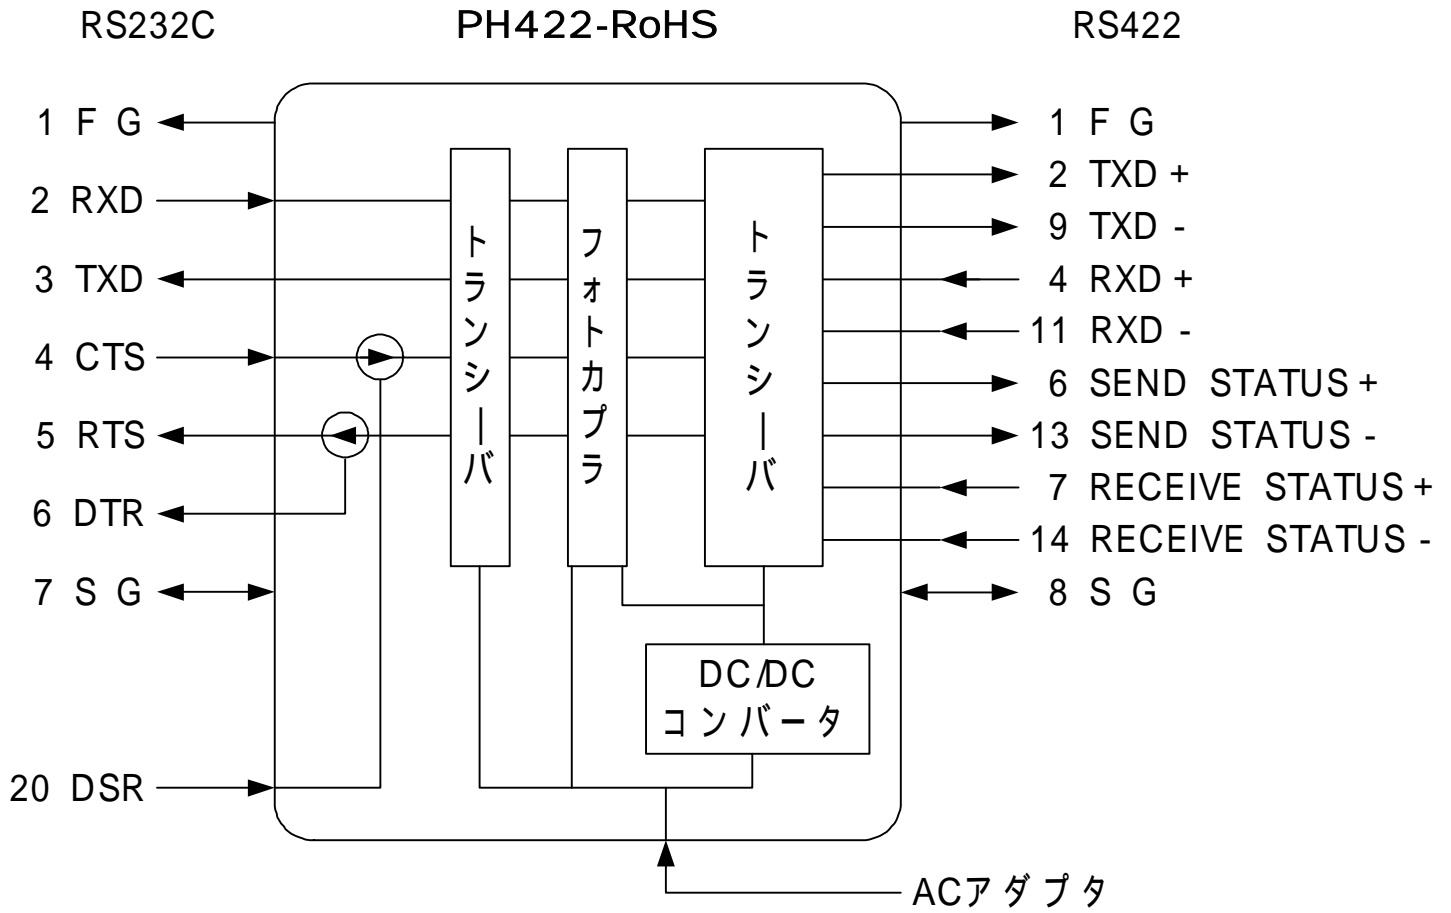 RS232C
PH422-RoHS
RS422
1 F G
2 RXD
3 TXD
4 CTS
5 RTS
6 DTR
7 S G
20 DSR
トランシーバ
フォトカプラ
トランシーバ
DC/DC
コンバータ
1 F G
2 TXD +
9 TXD -
4 RXD +
11 RXD -
6 SEND STATUS +
13 SEND STATUS -
7 RECEIVE STATUS +
14 RECEIVE STATUS -
8 S G
ACアダプタ